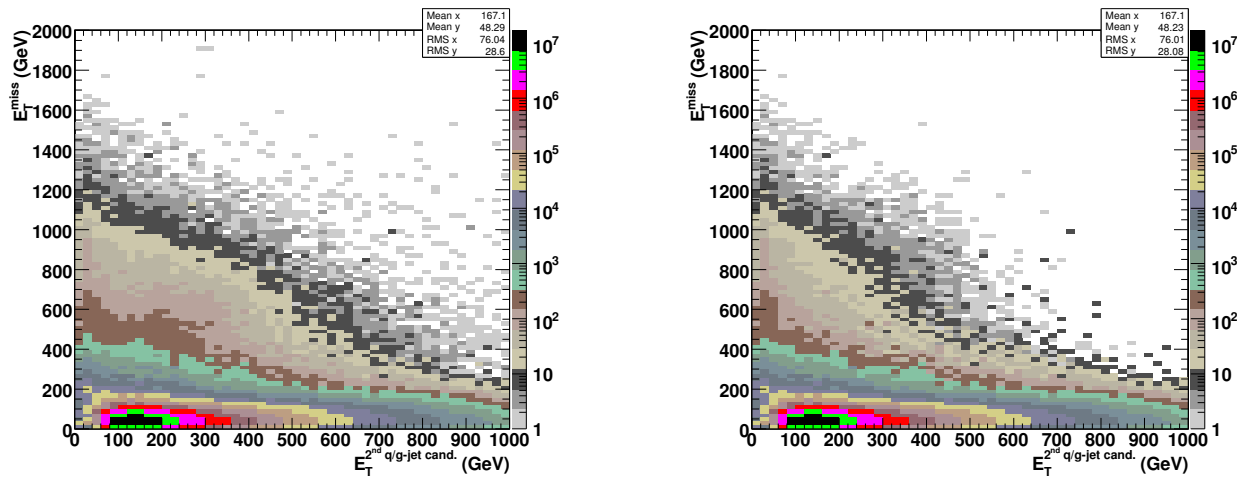 Mean x 167.1
Mean y 48.29
RMS x 76.04
RMS y 28.6
E_T^miss (GeV)
2000
1800
1600
1400
1200
1000
800
600
400
200
0
0 100 200 300 400 500 600 700 800 900 1000
E_T^2nd q/g-jet cand. (GeV)
10^7
10^6
10^5
10^4
10^3
10^2
10
1
Mean x 167.1
Mean y 48.23
RMS x 76.01
RMS y 28.08
E_T^miss (GeV)
2000
1800
1600
1400
1200
1000
800
600
400
200
0
0 100 200 300 400 500 600 700 800 900 1000
E_T^2nd q/g-jet cand. (GeV)
10^7
10^6
10^5
10^4
10^3
10^2
10
1